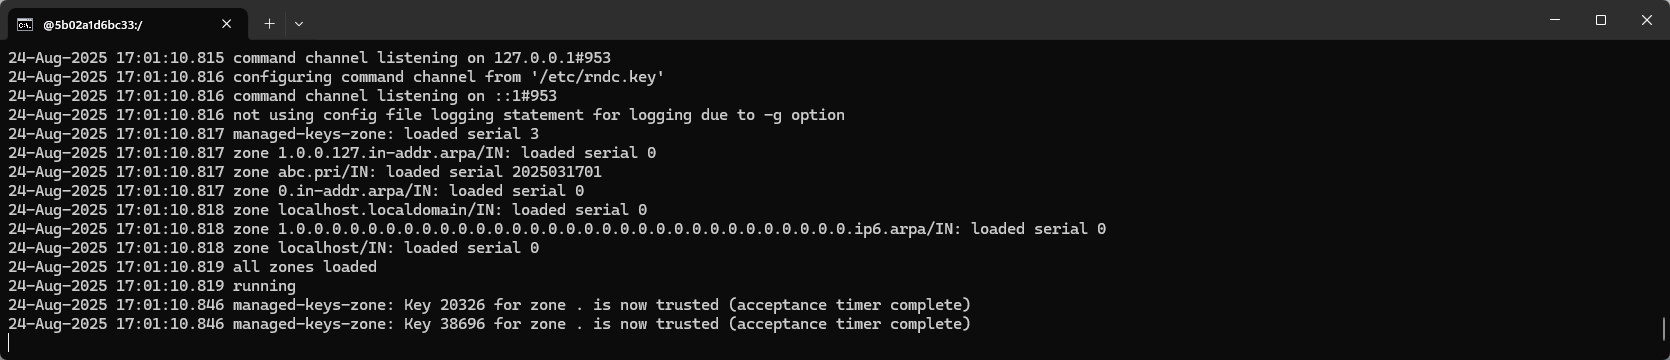 @5b02a1d6bc33:/
24-Aug-2025 17:01:10.815 command channel listening on 127.0.0.1#953
24-Aug-2025 17:01:10.816 configuring command channel from '/etc/rndc.key'
24-Aug-2025 17:01:10.816 command channel listening on ::1#953
24-Aug-2025 17:01:10.816 not using config file logging statement for logging due to -g option
24-Aug-2025 17:01:10.817 managed-keys-zone: loaded serial 3
24-Aug-2025 17:01:10.817 zone 1.0.0.127.in-addr.arpa/IN: loaded serial 0
24-Aug-2025 17:01:10.817 zone abc.pri/IN: loaded serial 2025031701
24-Aug-2025 17:01:10.817 zone 0.in-addr.arpa/IN: loaded serial 0
24-Aug-2025 17:01:10.818 zone localhost.localdomain/IN: loaded serial 0
24-Aug-2025 17:01:10.818 zone 1.0.0.0.0.0.0.0.0.0.0.0.0.0.0.0.0.0.0.0.0.0.0.0.0.0.0.0.0.0.0.0.ip6.arpa/IN: loaded serial 0
24-Aug-2025 17:01:10.818 zone localhost/IN: loaded serial 0
24-Aug-2025 17:01:10.819 all zones loaded
24-Aug-2025 17:01:10.819 running
24-Aug-2025 17:01:10.846 managed-keys-zone: Key 20326 for zone . is now trusted (acceptance timer complete)
24-Aug-2025 17:01:10.846 managed-keys-zone: Key 38696 for zone . is now trusted (acceptance timer complete)